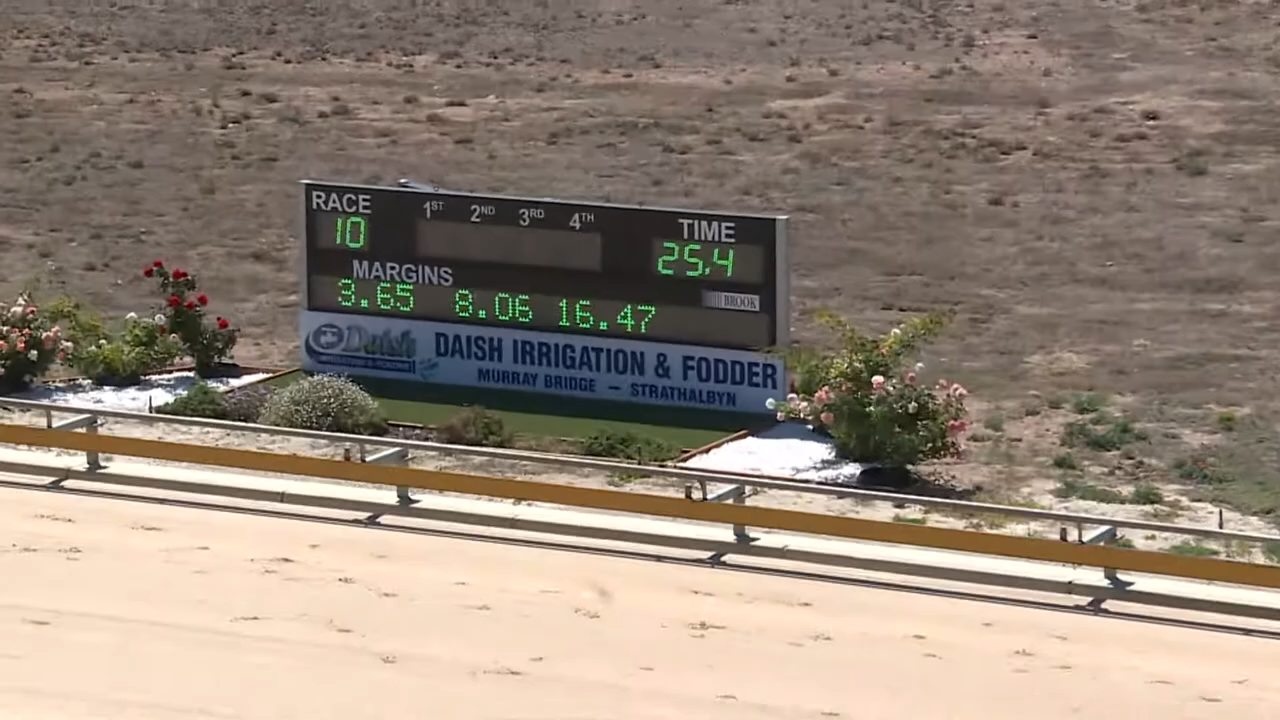 RACE 1ST 2ND 3RD 4TH TIME
10 25.4
MARGINS
3.65 8.06 16.47
BROOK
Daish
DAISH IRRIGATION & FODDER
MURRAY BRIDGE – STRATHALBYN